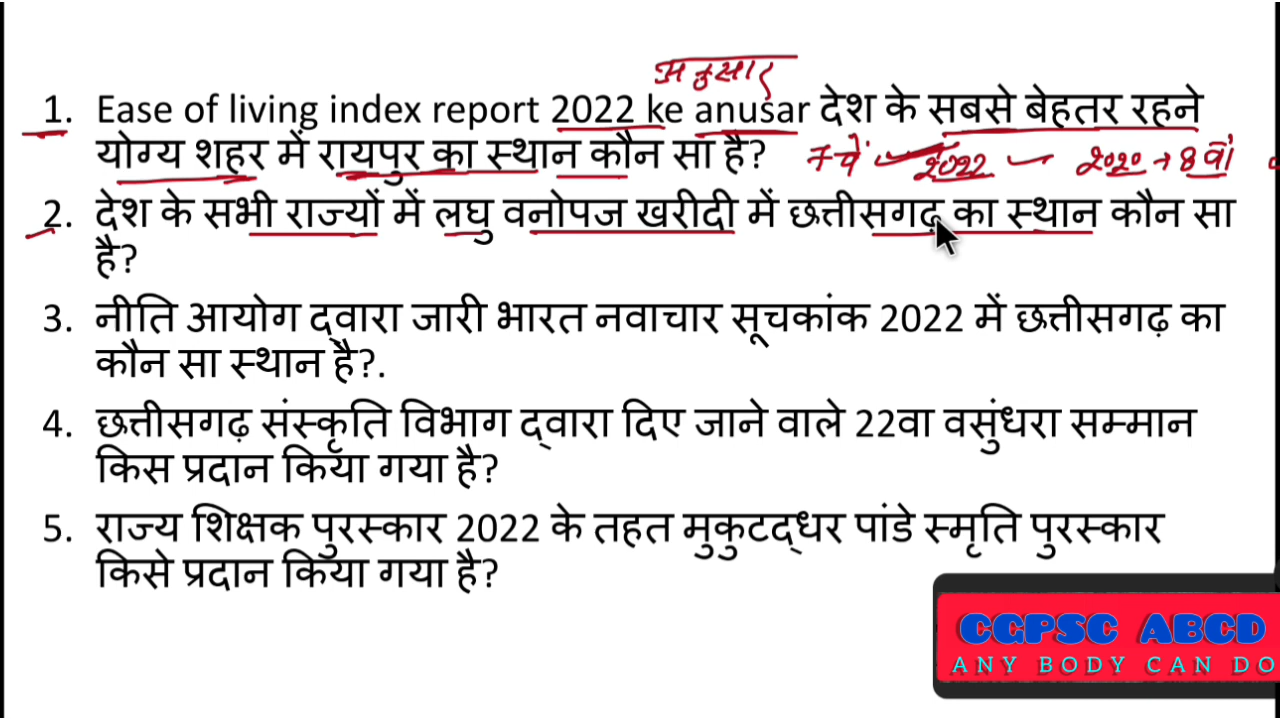 अनुसार
1. Ease of living index report 2022 ke anusar देश के सबसे बेहतर रहने
योग्य शहर में रायपुर का स्थान कौन सा है? 7वें 2022 2020 → 8 वां
2. देश के सभी राज्यों में लघु वनोपज खरीदी में छत्तीसगढ़ का स्थान कौन सा
है?
3. नीति आयोग द्वारा जारी भारत नवाचार सूचकांक 2022 में छत्तीसगढ़ का
कौन सा स्थान है?.
4. छत्तीसगढ़ संस्कृति विभाग द्वारा दिए जाने वाले 22वा वसुंधरा सम्मान
किस प्रदान किया गया है?
5. राज्य शिक्षक पुरस्कार 2022 के तहत मुकुटद्धर पांडे स्मृति पुरस्कार
किसे प्रदान किया गया है?
CGPSC ABCD
ANY BODY CAN DO